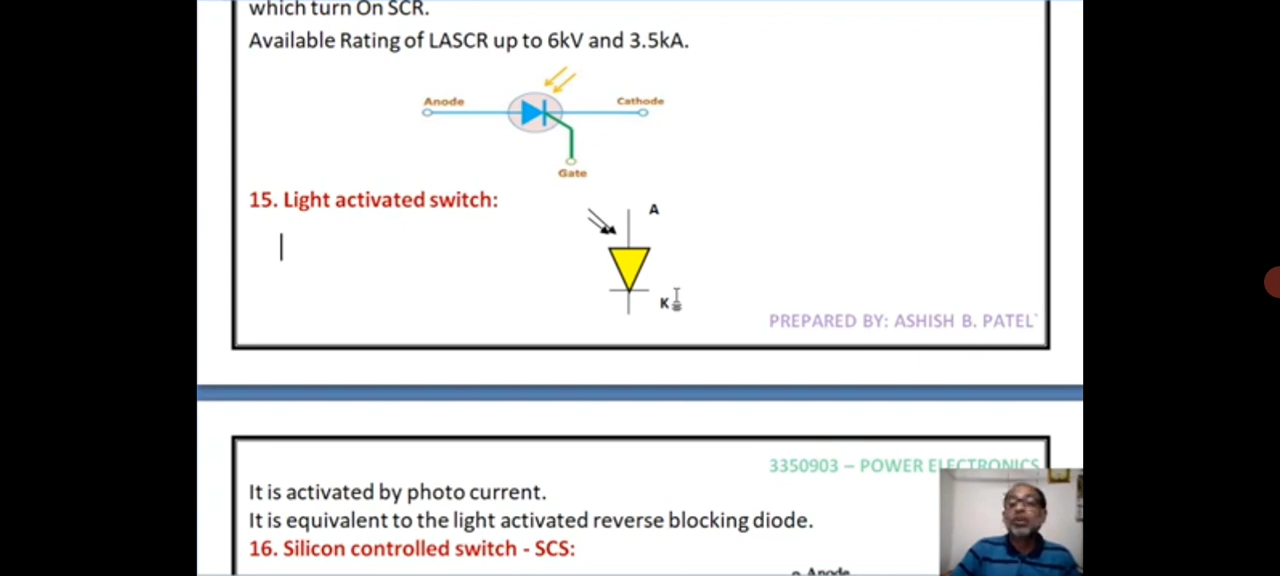 which turn On SCR.
Available Rating of LASCR up to 6kV and 3.5kA.
Anode
Cathode
Gate
15. Light activated switch:
A
K
PREPARED BY: ASHISH B. PATEL`
3350903 – POWER ELECTRONICS
It is activated by photo current.
It is equivalent to the light activated reverse blocking diode.
16. Silicon controlled switch - SCS:
Anode